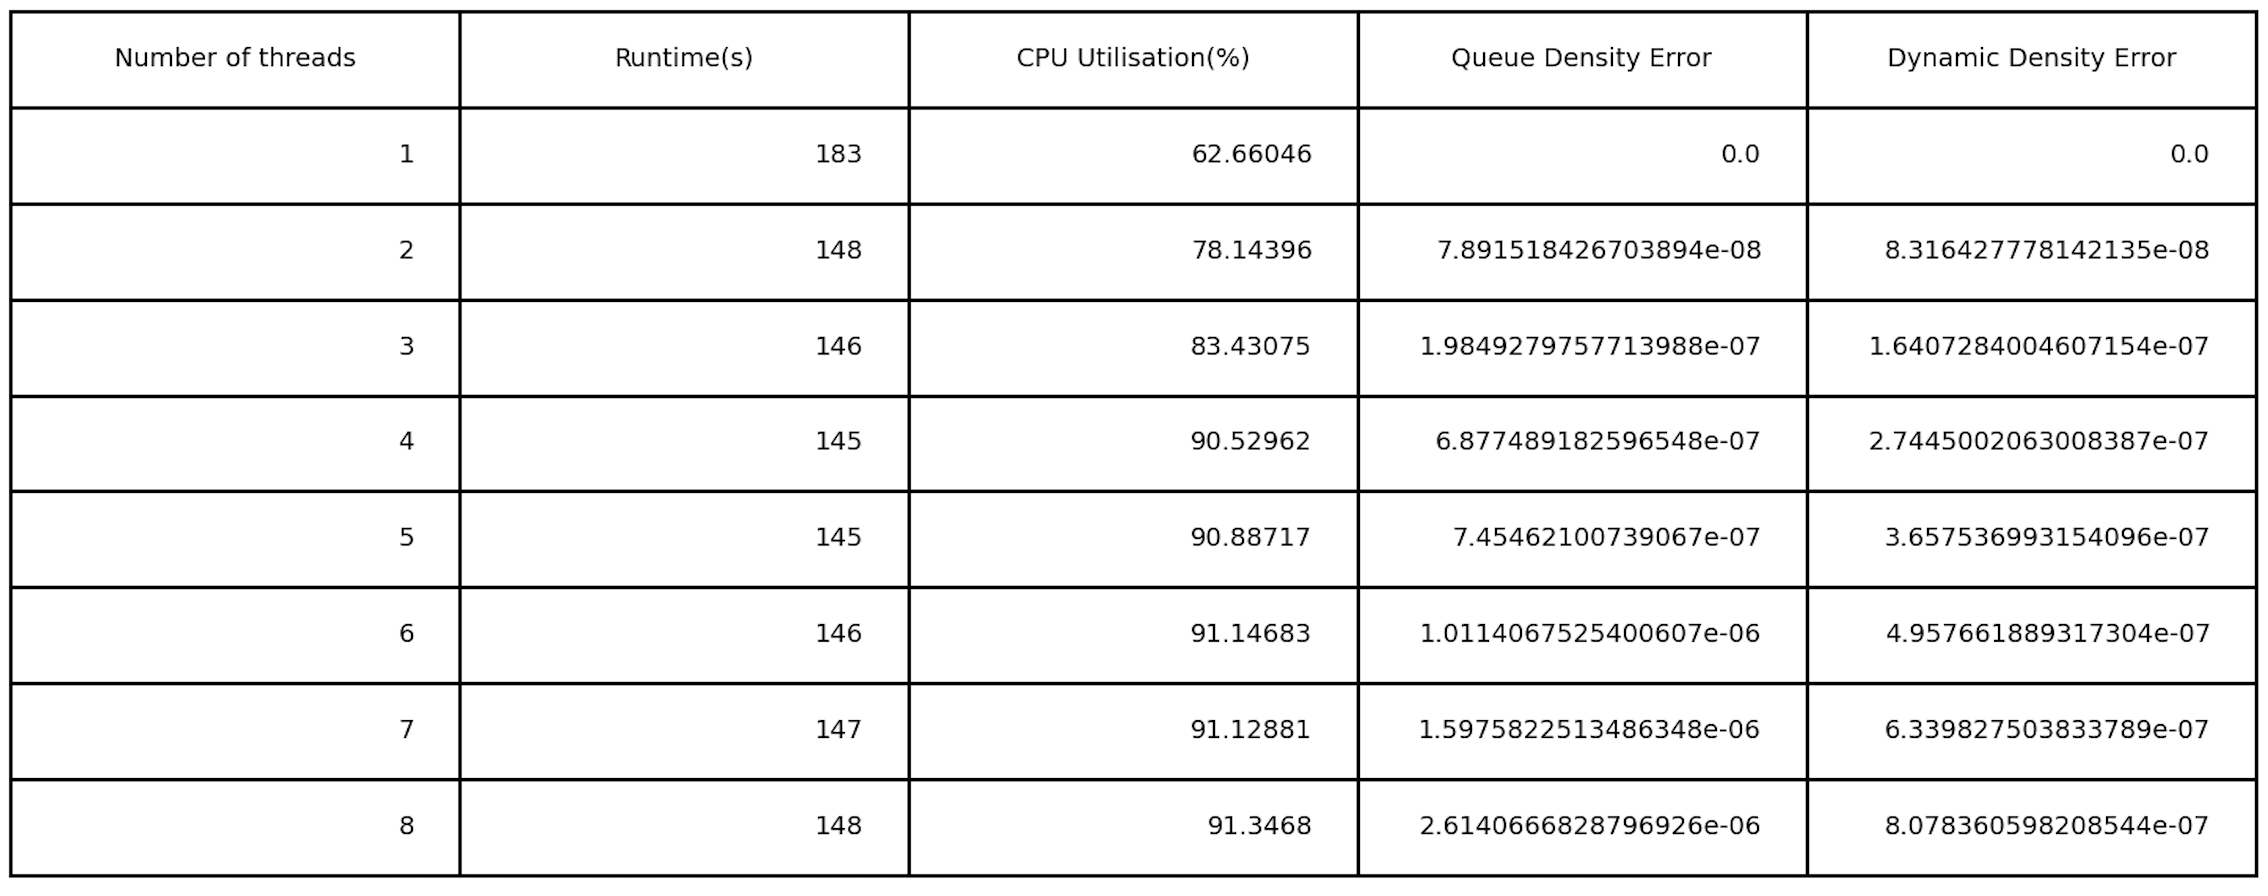 Number of threads Runtime(s) CPU Utilisation(%) Queue Density Error Dynamic Density Error
1 183 62.66046 0.0 0.0
2 148 78.14396 7.891518426703894e-08 8.316427778142135e-08
3 146 83.43075 1.9849279757713988e-07 1.6407284004607154e-07
4 145 90.52962 6.877489182596548e-07 2.7445002063008387e-07
5 145 90.88717 7.45462100739067e-07 3.657536993154096e-07
6 146 91.14683 1.0114067525400607e-06 4.957661889317304e-07
7 147 91.12881 1.5975822513486348e-06 6.339827503833789e-07
8 148 91.3468 2.6140666828796926e-06 8.078360598208544e-07